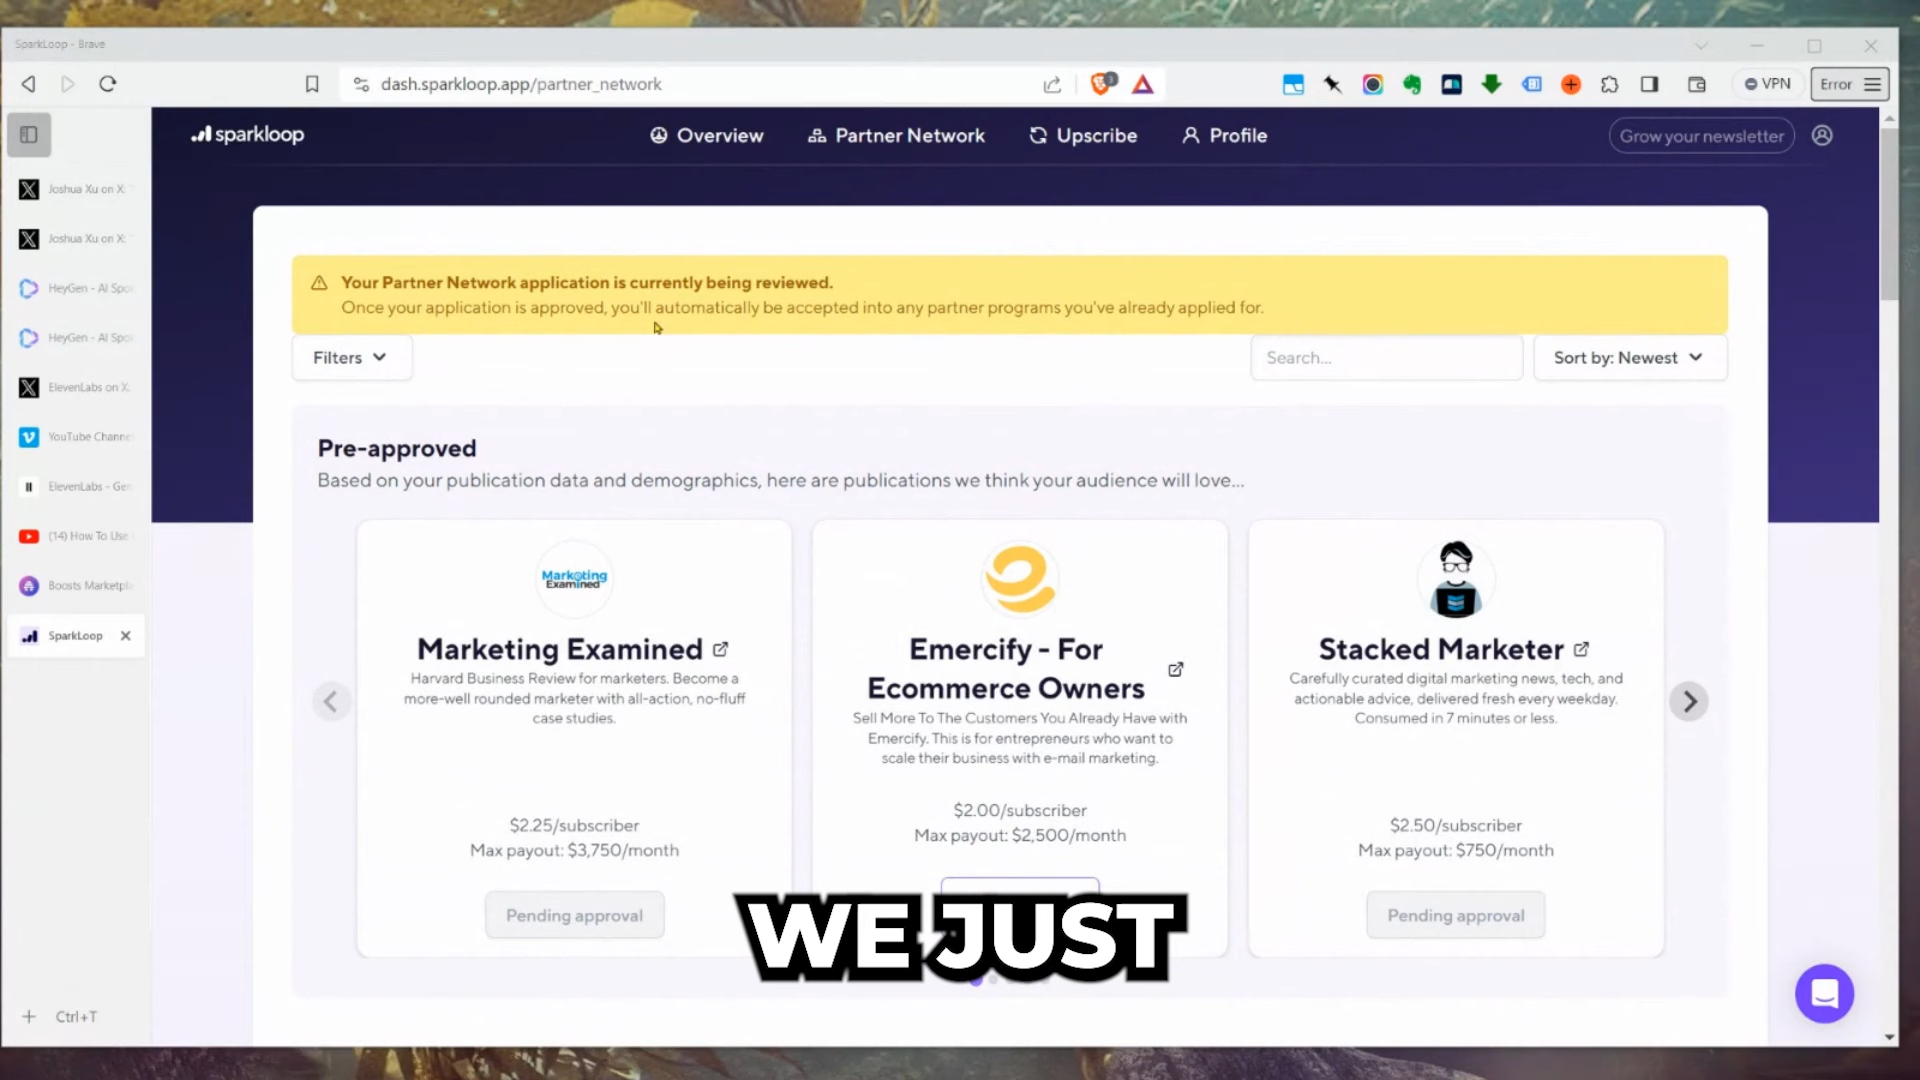 SparkLoop - Brave
dash.sparkloop.app/partner_network
3
VPN
Error
sparkloop
Overview
Partner Network
Upscribe
Profile
Grow your newsletter
Joshua Xu on X:
Joshua Xu on X:
HeyGen - AI Spo
HeyGen - AI Spo
ElevenLabs on X
YouTube Channe
ElevenLabs - Gen
(14) How To Use
Boosts Marketpla
SparkLoop
Ctrl+T
Your Partner Network application is currently being reviewed.
Once your application is approved, you'll automatically be accepted into any partner programs you've already applied for.
Filters
Search...
Sort by: Newest
Pre-approved
Based on your publication data and demographics, here are publications we think your audience will love...
Marketing
Examined
Marketing Examined
Harvard Business Review for marketers. Become a
more-well rounded marketer with all-action, no-fluff
case studies.
$2.25/subscriber
Max payout: $3,750/month
Pending approval
Emercify - For
Ecommerce Owners
Sell More To The Customers You Already Have with
Emercify. This is for entrepreneurs who want to
scale their business with e-mail marketing.
$2.00/subscriber
Max payout: $2,500/month
Stacked Marketer
Carefully curated digital marketing news, tech, and
actionable advice, delivered fresh every weekday.
Consumed in 7 minutes or less.
$2.50/subscriber
Max payout: $750/month
Pending approval
WE JUST